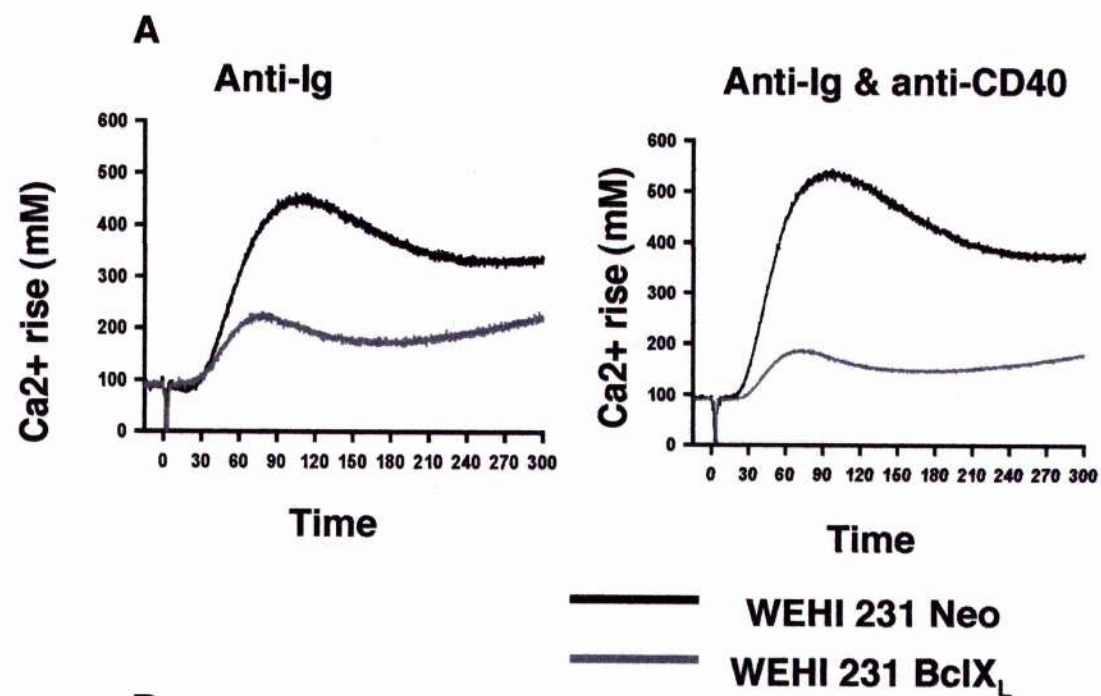 A
Anti-Ig
Ca2+ rise (mM)
600
500
400
300
200
100
0
0 30 60 90 120 150 180 210 240 270 300
Time
Anti-Ig & anti-CD40
Ca2+ rise (mM)
600
500
400
300
200
100
0
0 30 60 90 120 150 180 210 240 270 300
Time
WEHI 231 Neo
WEHI 231 BclXL